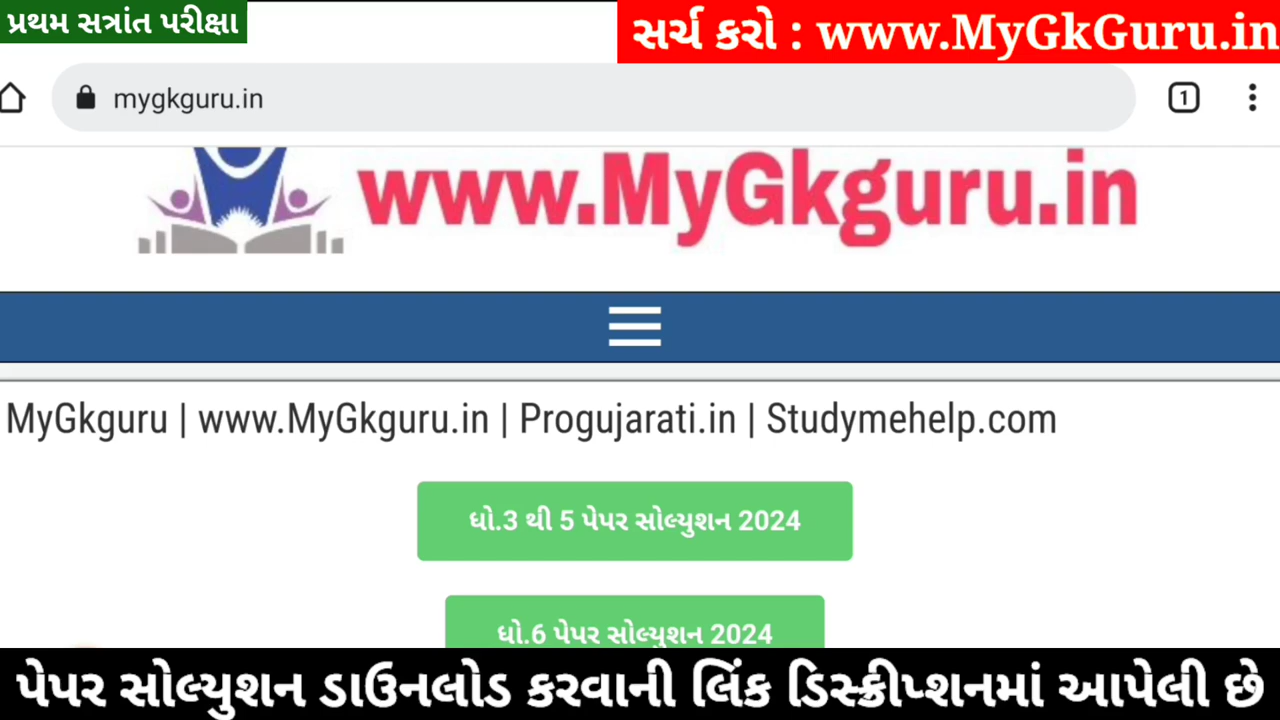 પ્રથમ સત્રાંત પરીક્ષા
સર્ચ કરો : www.MyGkGuru.in
mygkguru.in
1
www.MyGkguru.in
MyGkguru | www.MyGkguru.in | Progujarati.in | Studymehelp.com
ધો.3 થી 5 પેપર સોલ્યુશન 2024
ધો.6 પેપર સોલ્યુશન 2024
પેપર સોલ્યુશન ડાઉનલોડ કરવાની લિંક ડિસ્ક્રીપ્શનમાં આપેલી છે